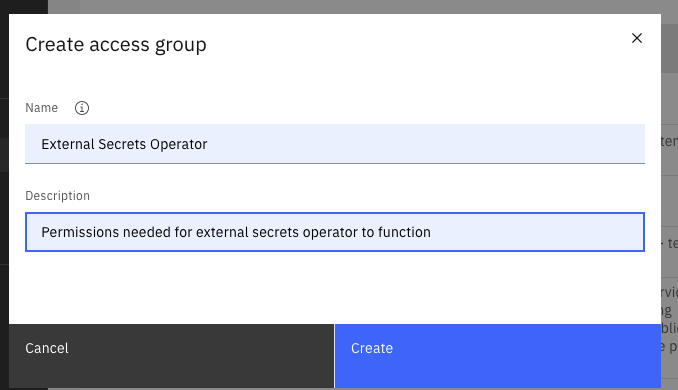 Create access group
Name
External Secrets Operator
Description
Permissions needed for external secrets operator to function
Cancel
Create